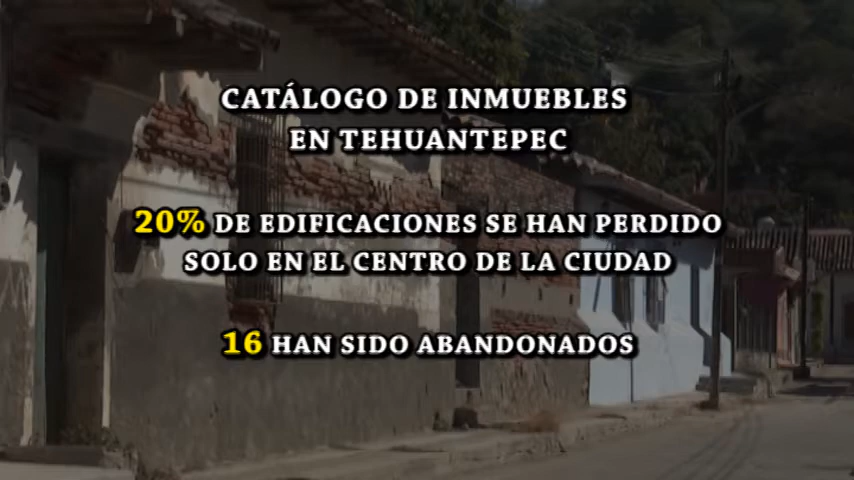 CATÁLOGO DE INMUEBLES
EN TEHUANTEPEC
20% DE EDIFICACIONES SE HAN PERDIDO
SOLO EN EL CENTRO DE LA CIUDAD
16 HAN SIDO ABANDONADOS